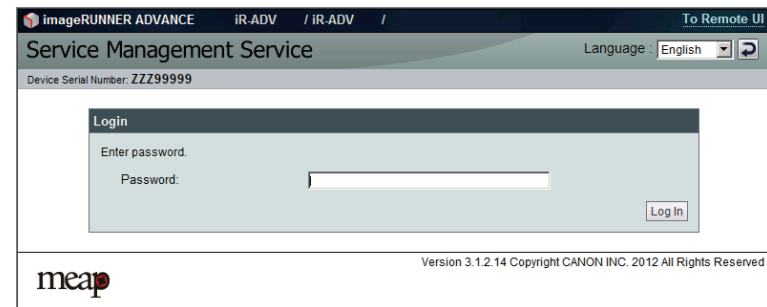 imageRUNNER ADVANCE iR-ADV / iR-ADV / To Remote UI
Service Management Service Language : English
Device Serial Number: ZZZ99999
Login
Enter password.
Password:
Log In
Version 3.1.2.14 Copyright CANON INC. 2012 All Rights Reserved
meap